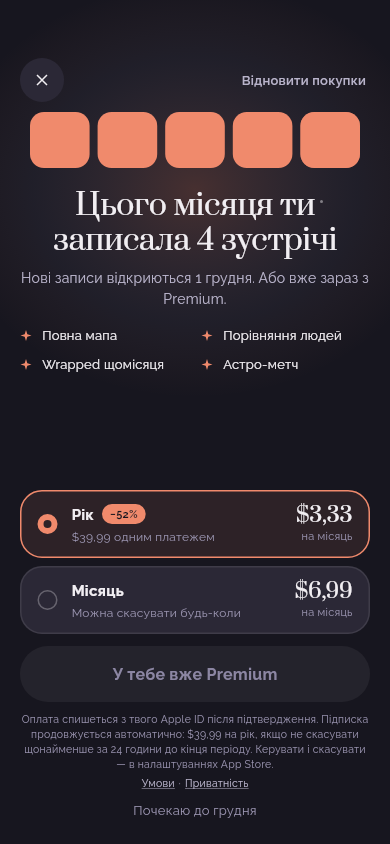 Відновити покупки
Цього місяця ти
записала 4 зустрічі
Нові записи відкриються 1 грудня. Або вже зараз з
Premium.
Повна мапа
Порівняння людей
Wrapped щомісяця
Астро-метч
Рік −52% $3,33
$39,99 одним платежем на місяць
Місяць $6,99
Можна скасувати будь-коли на місяць
У тебе вже Premium
Оплата спишеться з твого Apple ID після підтвердження. Підписка
продовжується автоматично: $39,99 на рік, якщо не скасувати
щонайменше за 24 години до кінця періоду. Керувати і скасувати
— в налаштуваннях App Store.
Умови · Приватність
Почекаю до грудня